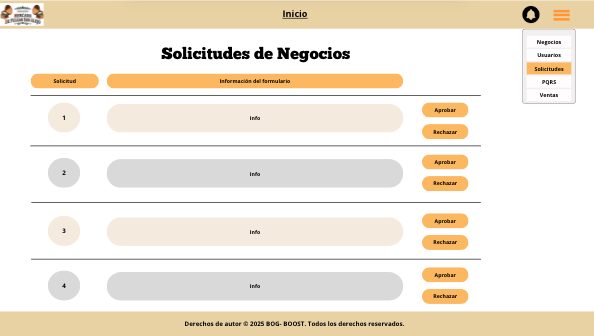 Inicio
Negocios
Usuarios
Solicitudes
PQRS
Ventas
Solicitudes de Negocios
Solicitud
Información del formulario
1
Info
Aprobar
Rechazar
2
Info
Aprobar
Rechazar
3
Info
Aprobar
Rechazar
4
Info
Aprobar
Rechazar
Derechos de autor © 2025 BOG- BOOST. Todos los derechos reservados.